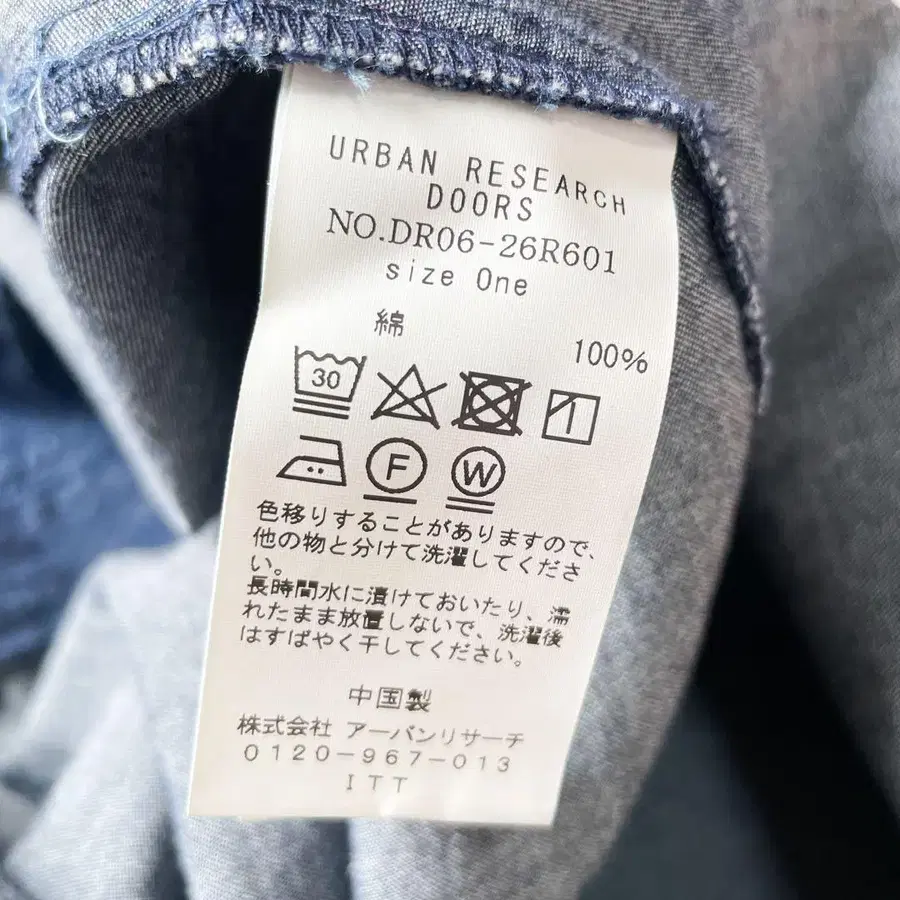 URBAN RESEARCH
DOORS
NO.DR06-26R601
size One
綿
100%
30
1
F
W
色移りすることがありますので、
他の物と分けて洗濯してくださ
い。
長時間水に漬けておいたり、濡
れたまま放置しないで、洗濯後
はすばやく干してください。
中国製
株式会社 アーバンリサーチ
0120-967-013
ITT